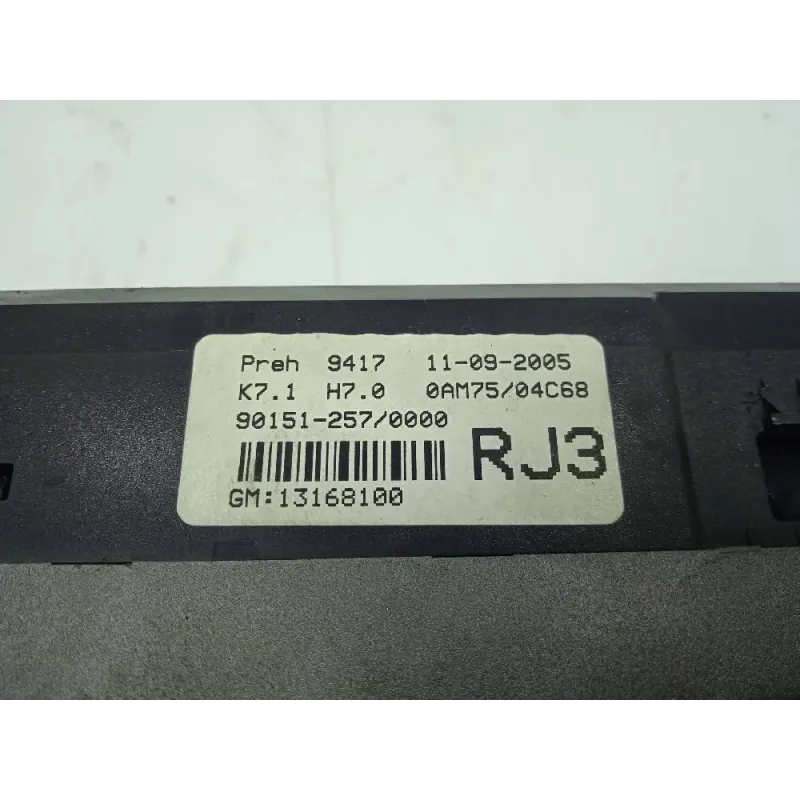 Preh 9417 11-09-2005
K7.1 H7.0 0AM75/04C68
90151-257/0000
RJ3
GM:13168100